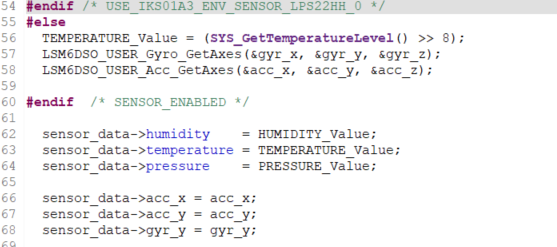 54 #endif /* USE_IKS01A3_ENV_SENSOR_LPS22HH_0 */
55 #else
56 TEMPERATURE_Value = (SYS_GetTemperatureLevel() >> 8);
57 LSM6DSO_USER_Gyro_GetAxes(&gyr_x, &gyr_y, &gyr_z);
58 LSM6DSO_USER_Acc_GetAxes(&acc_x, &acc_y, &acc_z);
59
60 #endif /* SENSOR_ENABLED */
61
62 sensor_data->humidity = HUMIDITY_Value;
63 sensor_data->temperature = TEMPERATURE_Value;
64 sensor_data->pressure = PRESSURE_Value;
65
66 sensor_data->acc_x = acc_x;
67 sensor_data->acc_y = acc_y;
68 sensor_data->gyr_y = gyr_y;
69